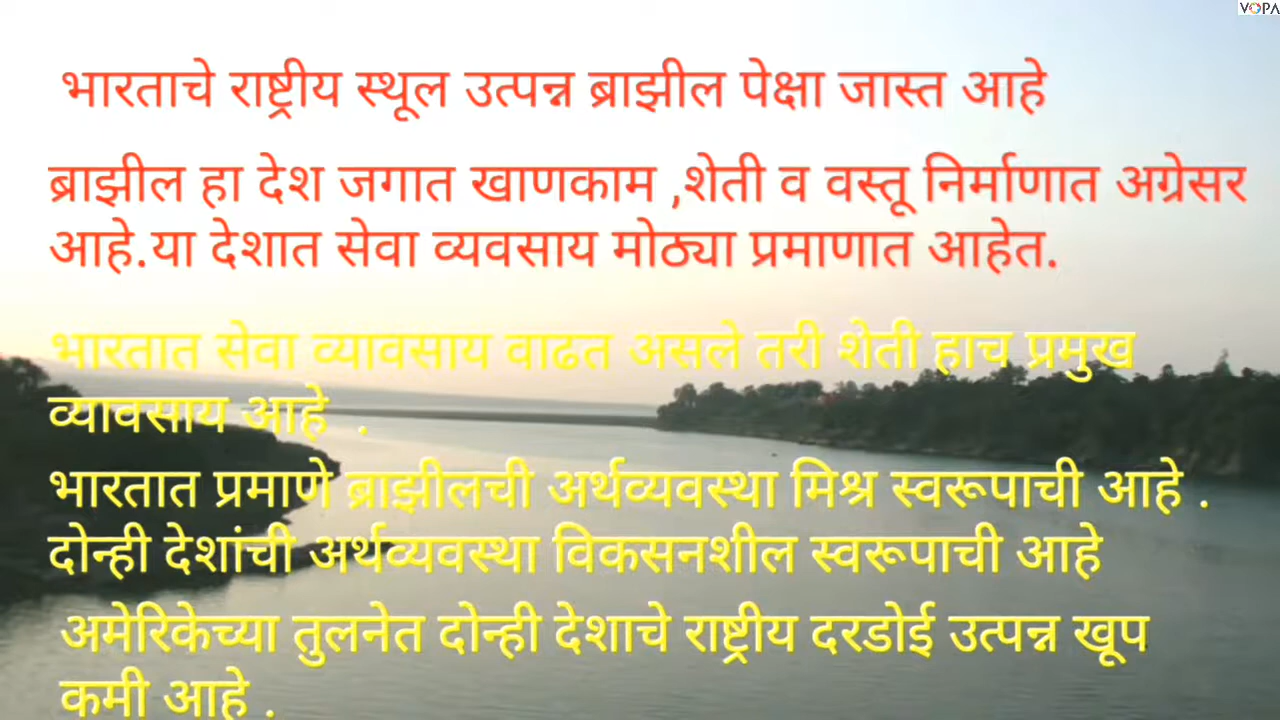 VOPA
भारताचे राष्ट्रीय स्थूल उत्पन्न ब्राझील पेक्षा जास्त आहे
ब्राझील हा देश जगात खाणकाम ,शेती व वस्तू निर्माणात अग्रेसर
आहे.या देशात सेवा व्यवसाय मोठ्या प्रमाणात आहेत.
भारतात सेवा व्यावसाय वाढत असले तरी शेती हाच प्रमुख
व्यावसाय आहे .
भारतात प्रमाणे ब्राझीलची अर्थव्यवस्था मिश्र स्वरूपाची आहे .
दोन्ही देशांची अर्थव्यवस्था विकसनशील स्वरूपाची आहे
अमेरिकेच्या तुलनेत दोन्ही देशाचे राष्ट्रीय दरडोई उत्पन्न खूप
कमी आहे .